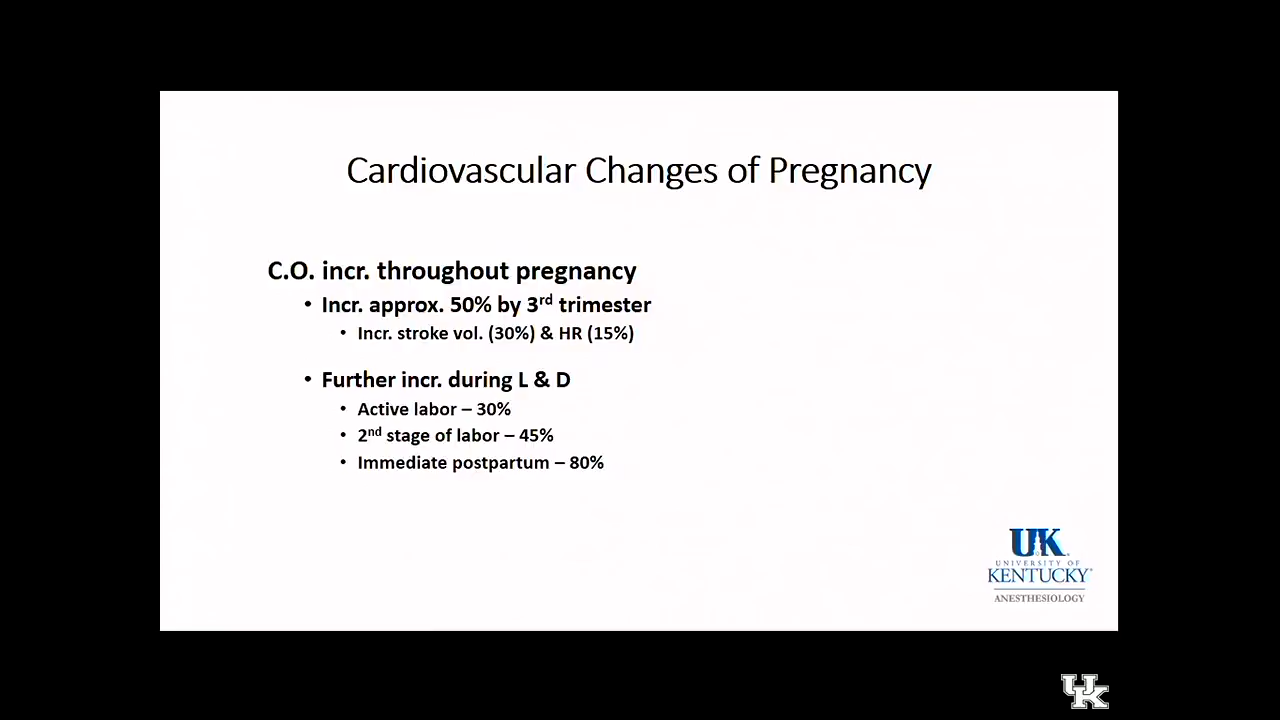 Cardiovascular Changes of Pregnancy
C.O. incr. throughout pregnancy
• Incr. approx. 50% by 3rd trimester
• Incr. stroke vol. (30%) & HR (15%)
• Further incr. during L & D
• Active labor – 30%
• 2nd stage of labor – 45%
• Immediate postpartum – 80%
UK
UNIVERSITY OF
KENTUCKY
ANESTHESIOLOGY
UK